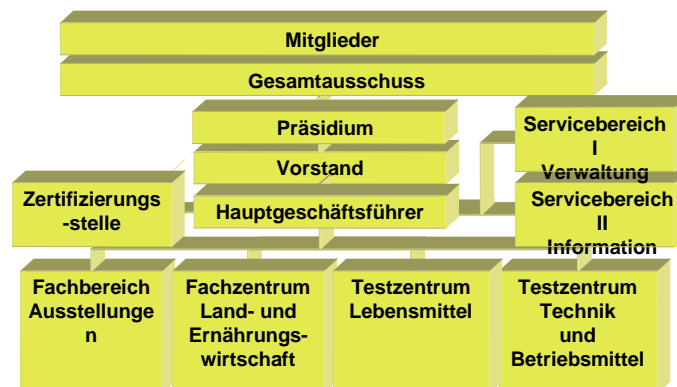 Mitglieder
Gesamtausschuss
Präsidium
Vorstand
Hauptgeschäftsführer
Servicebereich
I
Verwaltung
Zertifizierungs
-stelle
Servicebereich
II
Information
Fachbereich
Ausstellunge
n
Fachzentrum
Land- und
Ernährungs-
wirtschaft
Testzentrum
Lebensmittel
Testzentrum
Technik
und
Betriebsmittel